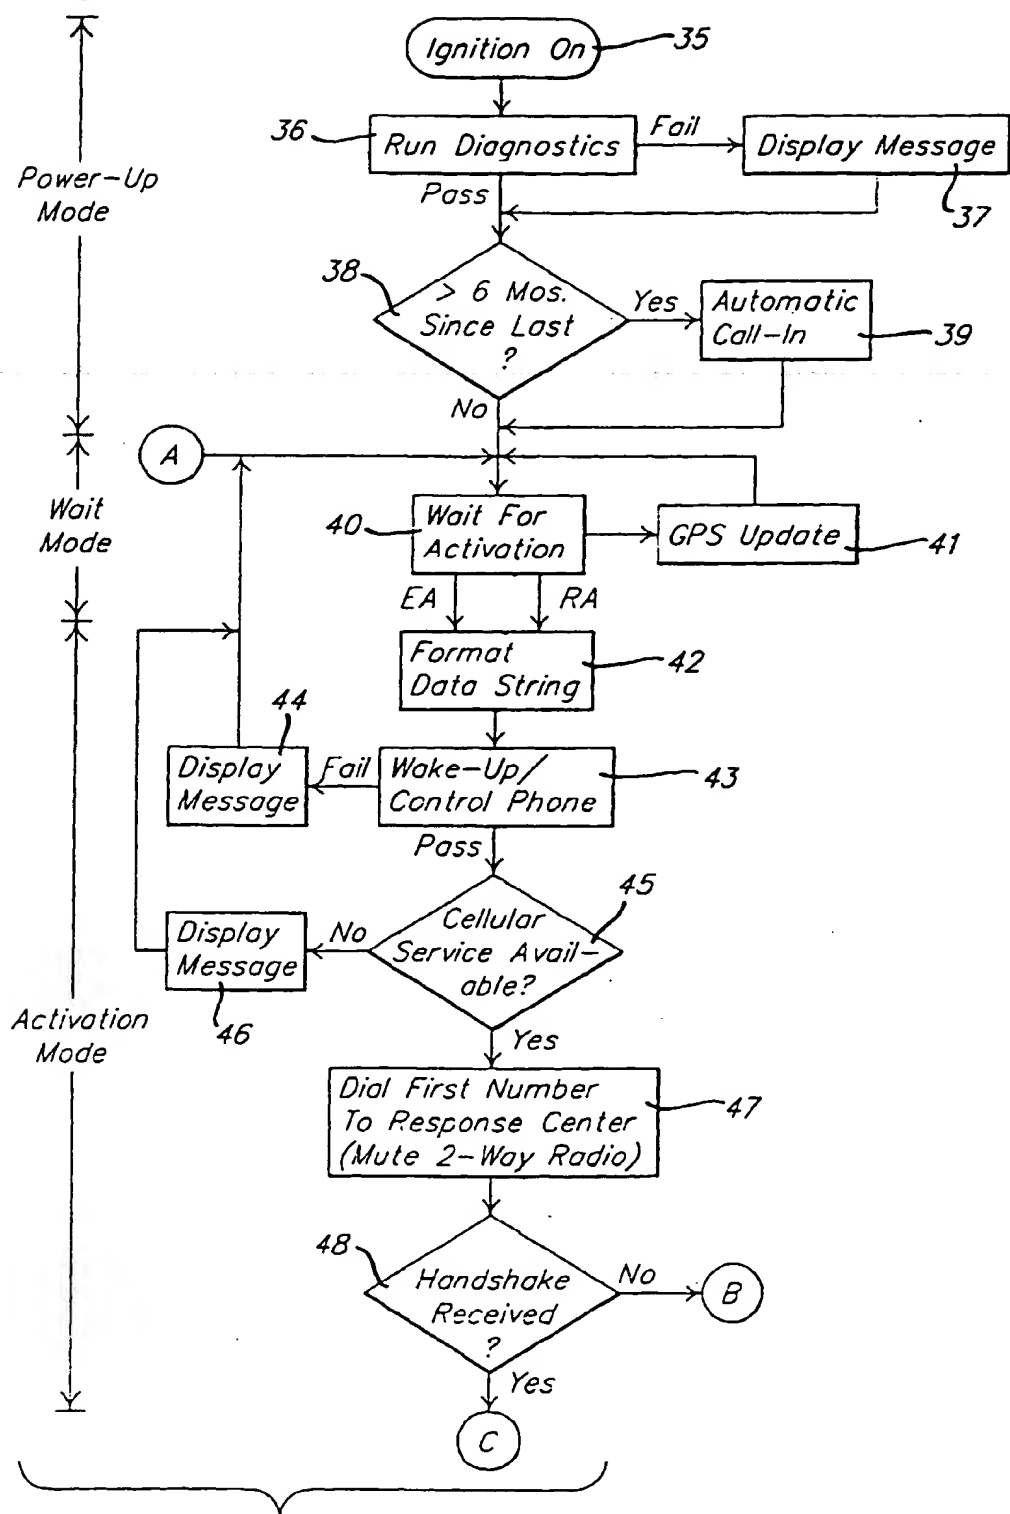 Ignition On
35
36
Run Diagnostics
Fail
Display Message
37
Pass
Power-Up
Mode
38
> 6 Mos.
Since Last
?
Yes
Automatic
Call-In
39
No
A
Wait
Mode
40
Wait For
Activation
GPS Update
41
EA
RA
Format
Data String
42
44
Display
Message
Fail
Wake-Up/
Control Phone
43
Pass
45
Cellular
Service Avail-
able?
No
Display
Message
46
Activation
Mode
Yes
Dial First Number
To Response Center
(Mute 2-Way Radio)
47
48
Handshake
Received
?
No
B
Yes
C